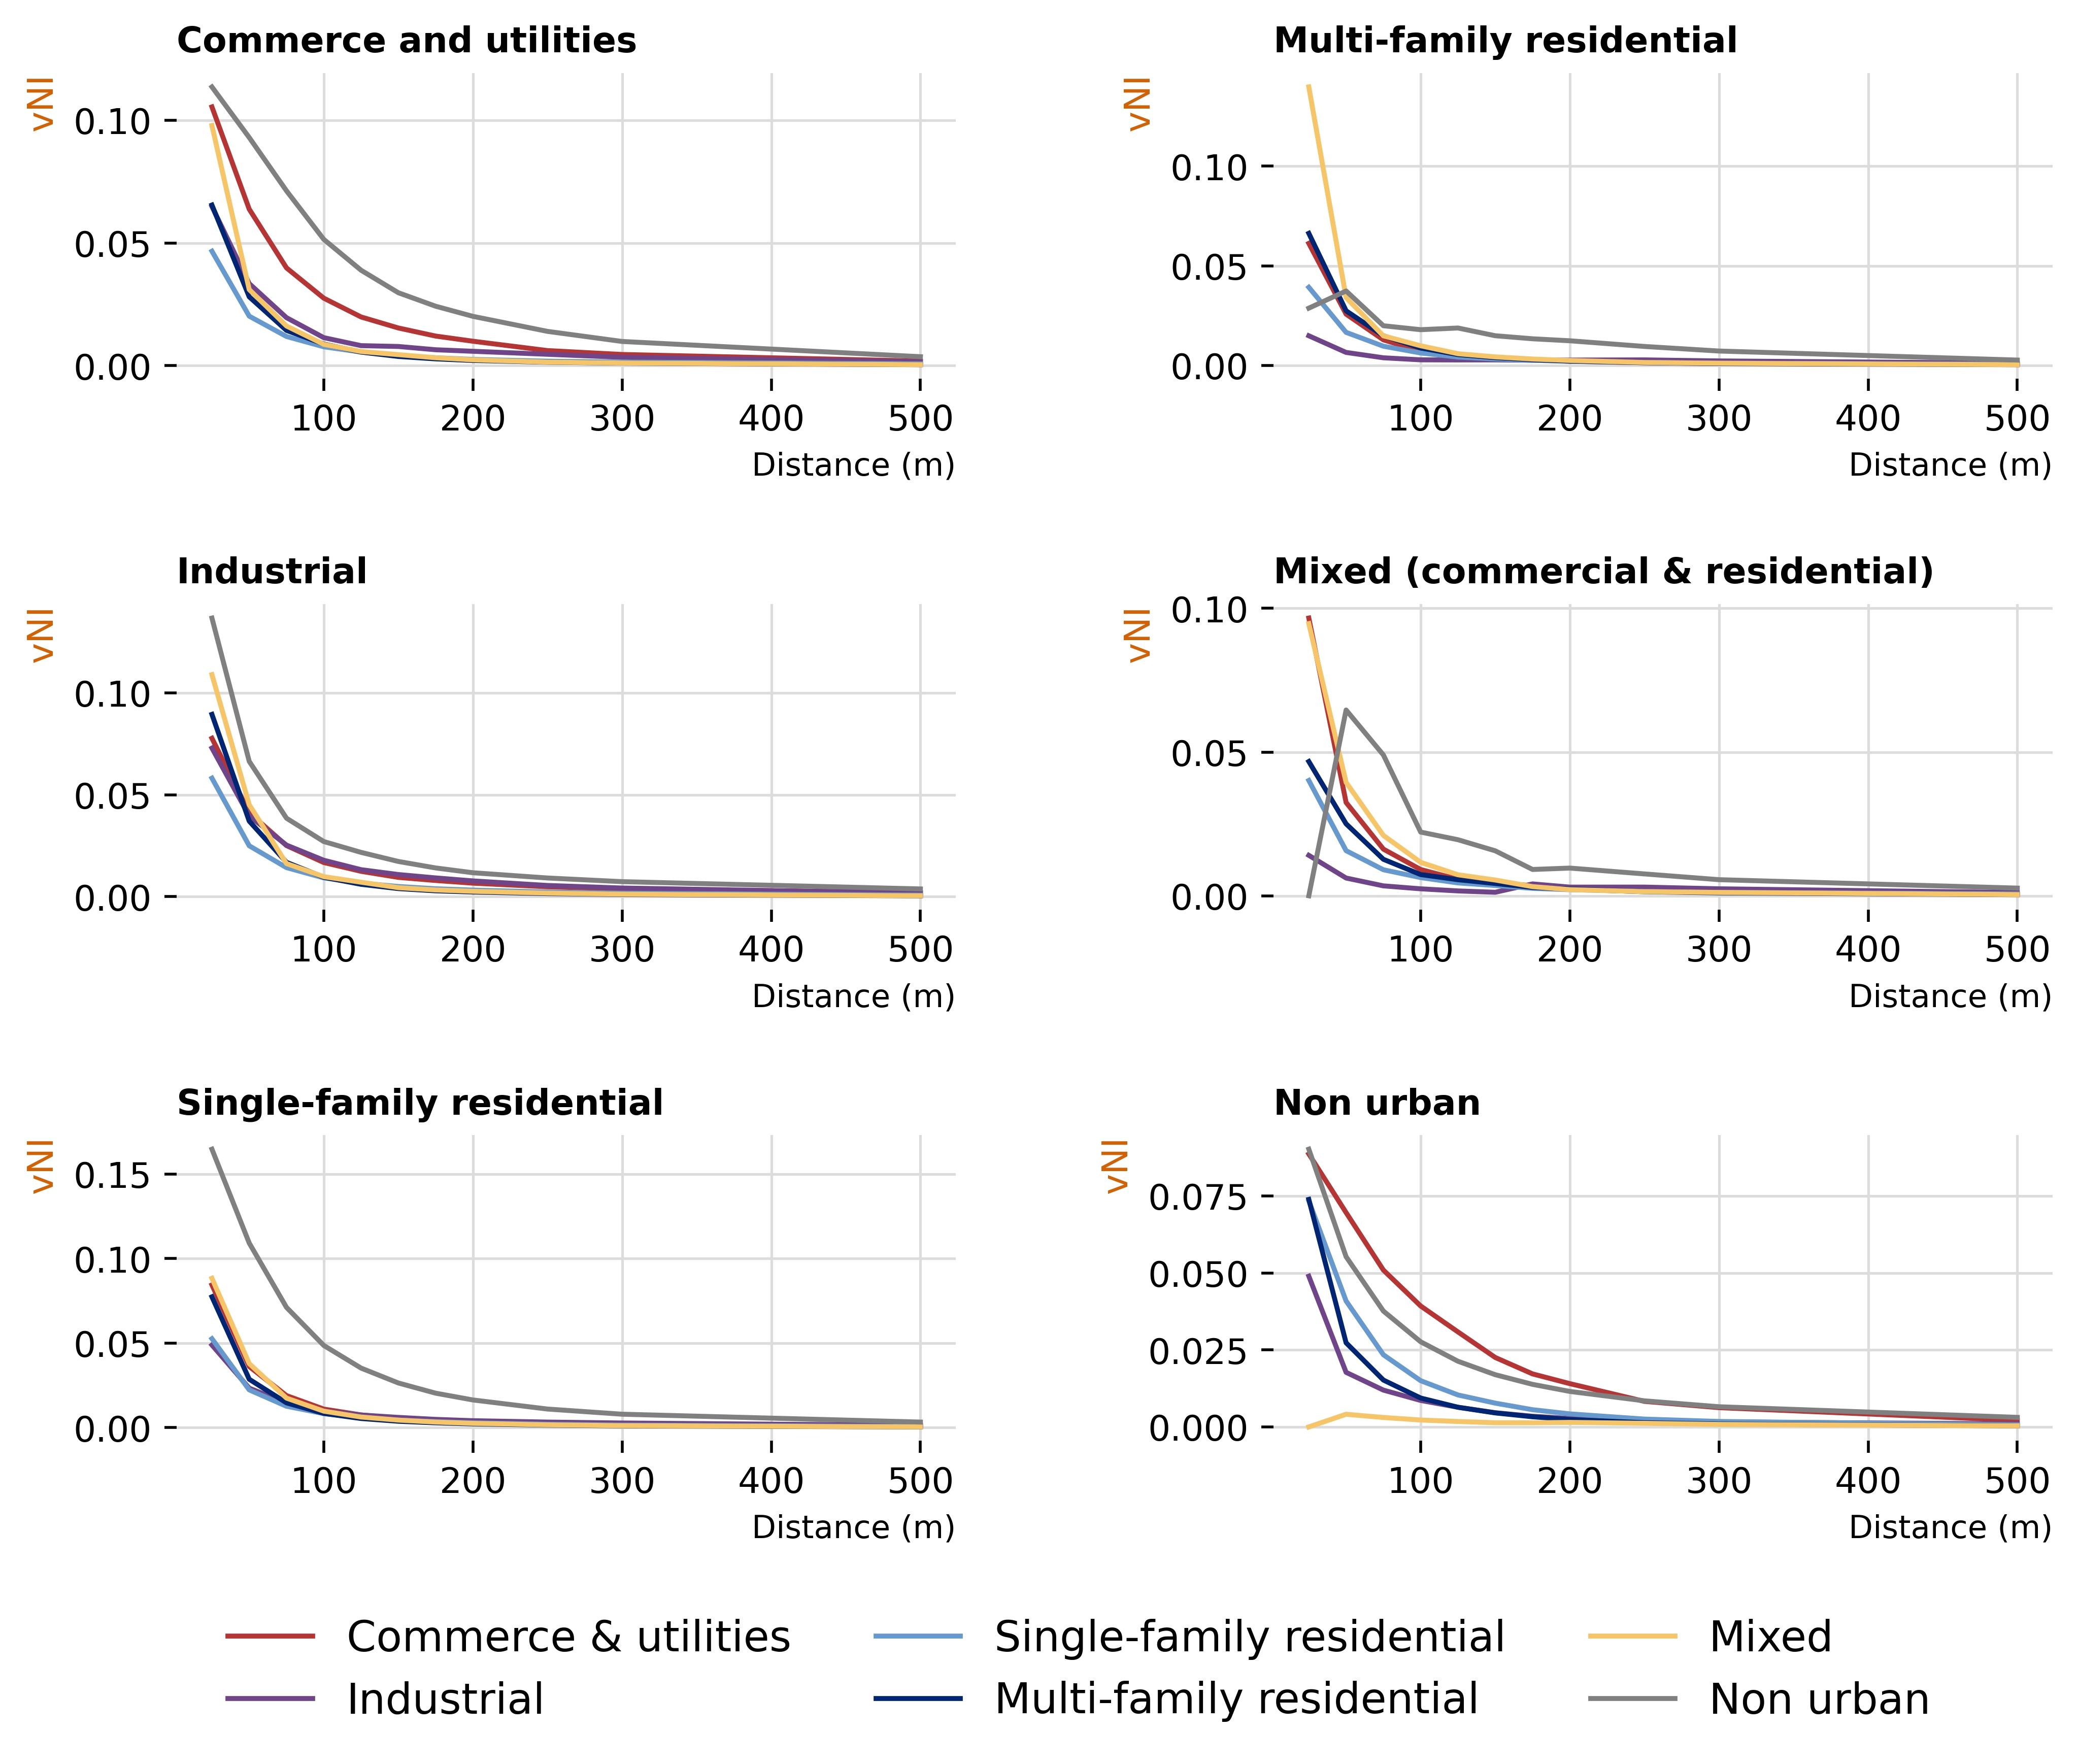 Commerce and utilities
vNI
0.10
0.05
0.00
100 200 300 400 500
Distance (m)
Multi-family residential
vNI
0.10
0.05
0.00
100 200 300 400 500
Distance (m)
Industrial
vNI
0.10
0.05
0.00
100 200 300 400 500
Distance (m)
Mixed (commercial & residential)
vNI
0.10
0.05
0.00
100 200 300 400 500
Distance (m)
Single-family residential
vNI
0.15
0.10
0.05
0.00
100 200 300 400 500
Distance (m)
Non urban
vNI
0.075
0.050
0.025
0.000
100 200 300 400 500
Distance (m)
Commerce & utilities Single-family residential Mixed
Industrial Multi-family residential Non urban